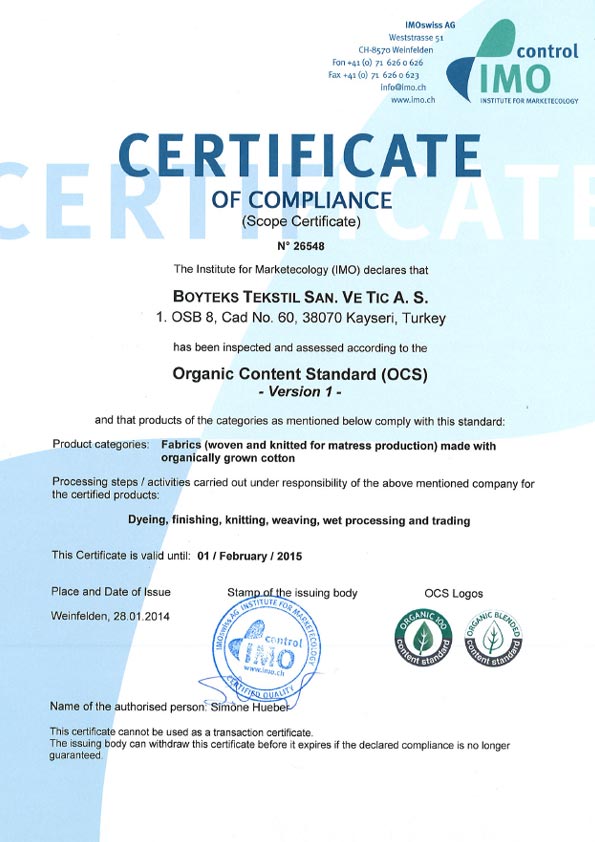 IMOswiss AG
Weststrasse 51
CH-8570 Weinfelden
Fon +41 (0) 71 626 0 626
Fax +41 (0) 71 626 0 623
info@imo.ch
www.imo.ch
control
IMO
INSTITUTE FOR MARKETECOLOGY
CERTIFICATE
CERTIFICATE
OF COMPLIANCE
(Scope Certificate)
N° 26548
The Institute for Marketecology (IMO) declares that
BOYTEKS TEKSTIL SAN. VE TIC A. S.
1. OSB 8, Cad No. 60, 38070 Kayseri, Turkey
has been inspected and assessed according to the
Organic Content Standard (OCS)
- Version 1 -
and that products of the categories as mentioned below comply with this standard:
Product categories: Fabrics (woven and knitted for matress production) made with
organically grown cotton
Processing steps / activities carried out under responsibility of the above mentioned company for
the certified products:
Dyeing, finishing, knitting, weaving, wet processing and trading
This Certificate is valid until: 01 / February / 2015
Place and Date of Issue Stamp of the issuing body OCS Logos
Weinfelden, 28.01.2014
IMOswiss AG INSTITUTE FOR MARKETECOLOGY
control
IMO
www.imo.ch
CERTIFIED QUALITY
ORGANIC 100
content standard
ORGANIC BLENDED
content standard
Name of the authorised person: Simone Hueber
This certificate cannot be used as a transaction certificate.
The issuing body can withdraw this certificate before it expires if the declared compliance is no longer
guaranteed.